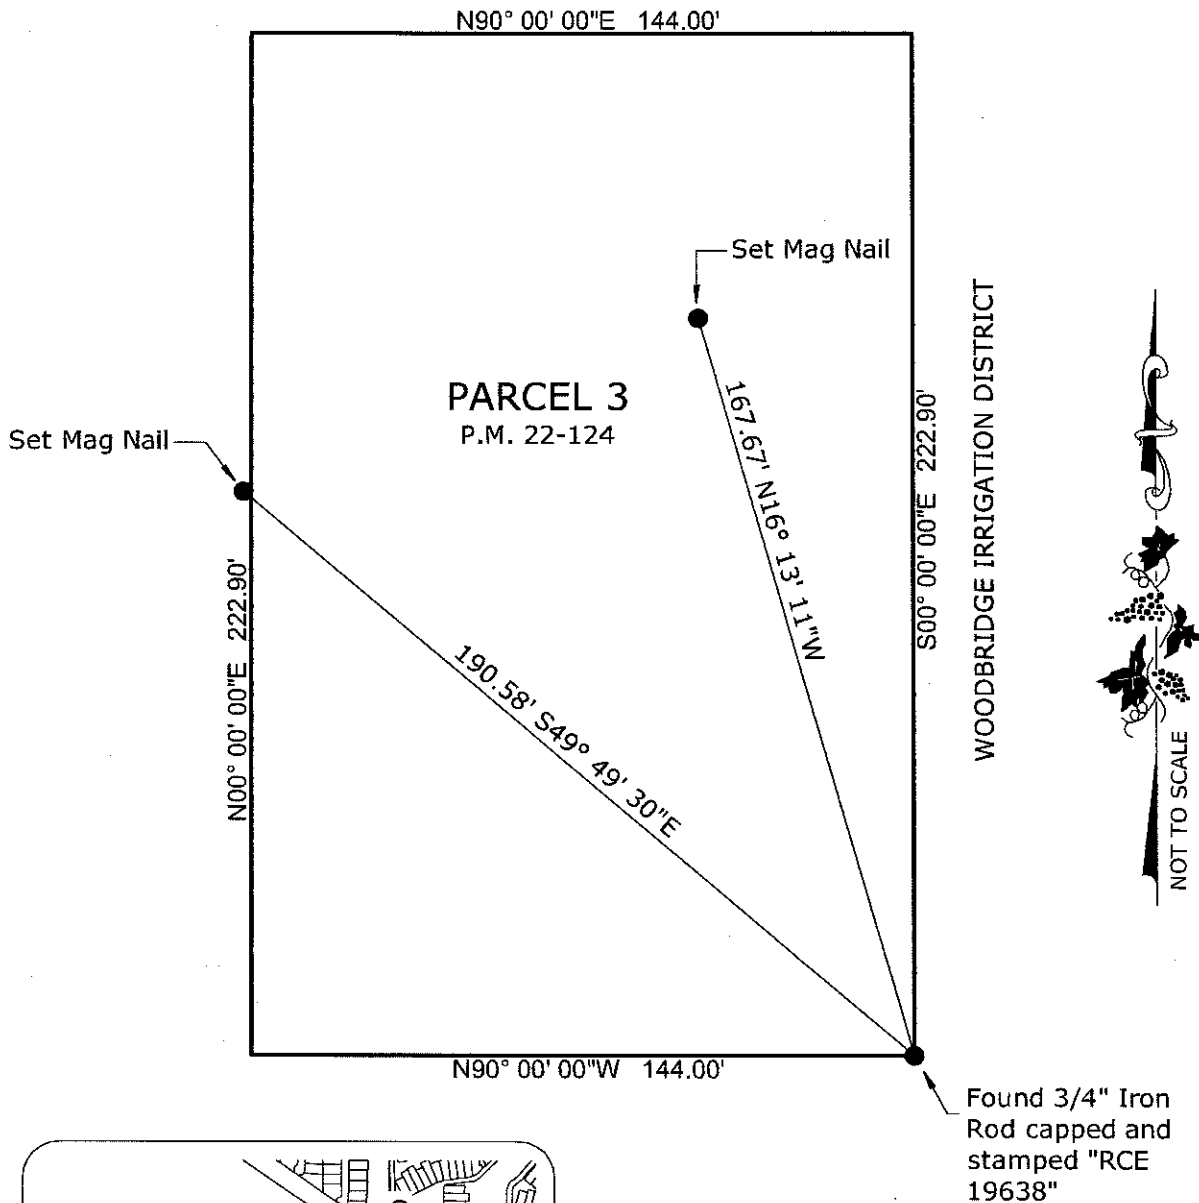 N90° 00' 00"E 144.00'
Set Mag Nail
PARCEL 3
P.M. 22-124
Set Mag Nail
167.67' N16° 13' 11"W
S00° 00' 00"E 222.90'
WOODBRIDGE IRRIGATION DISTRICT
N00° 00' 00"E 222.90'
190.58' S49° 49' 30"E
NOT TO SCALE
N90° 00' 00"W 144.00'
Found 3/4" Iron
Rod capped and
stamped "RCE
19638"